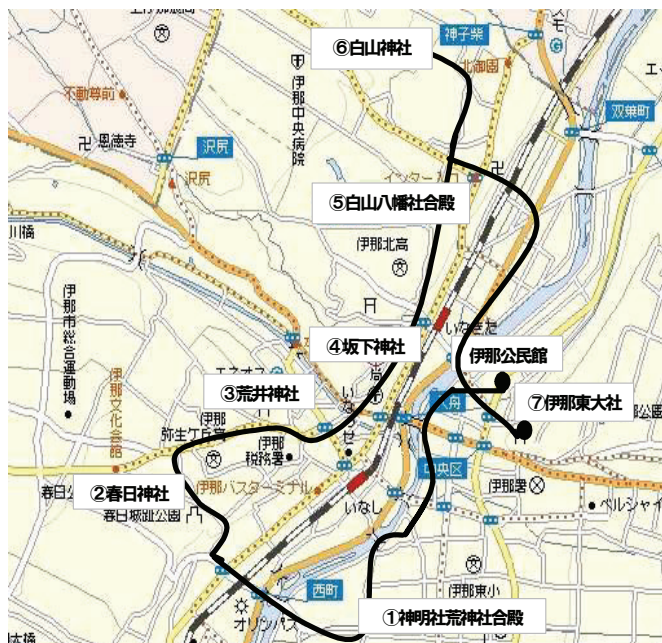 神子柴
⑥白山神社
北御園
伊那中央病院
不動尊前
双葉町
恩徳寺
沢尻
沢尻
⑤白山八幡社合殿
川橋
伊那北高
伊那市総合運動場
いなきた
④坂下神社
伊那公民館
エネオス
③荒井神社
⑦伊那東大社
伊那文化会館
弥生ケ丘高
伊那税務署
中央区
②春日神社
伊那バスターミナル
伊那署
ベルシャイ
春日城趾公園
いなし
西町
伊那東小
①神明社荒神社合殿
オリンパス